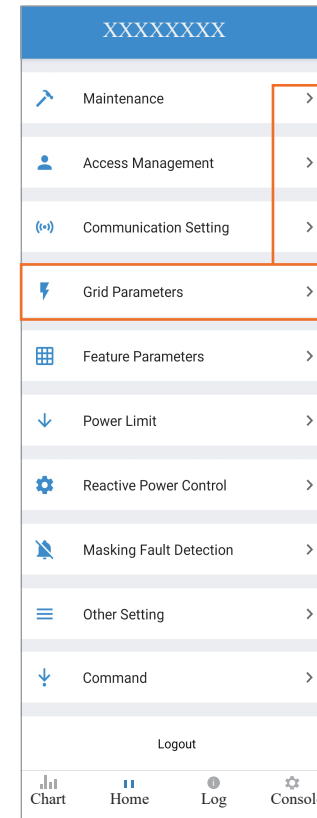 XXXXXXXX
Maintenance
Access Management
Communication Setting
Grid Parameters
Feature Parameters
Power Limit
Reactive Power Control
Masking Fault Detection
Other Setting
Command
Logout
Chart Home Log Consol